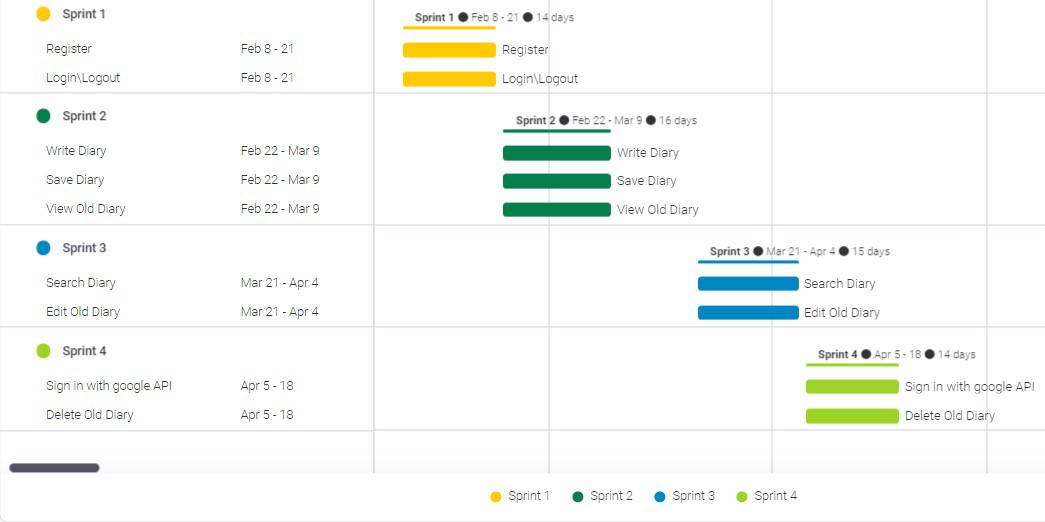 Sprint 1
Sprint 1 ● Feb 8 - 21 ● 14 days
Register Feb 8 - 21 Register
Login\Logout Feb 8 - 21 Login\Logout
Sprint 2
Sprint 2 ● Feb 22 - Mar 9 ● 16 days
Write Diary Feb 22 - Mar 9 Write Diary
Save Diary Feb 22 - Mar 9 Save Diary
View Old Diary Feb 22 - Mar 9 View Old Diary
Sprint 3
Sprint 3 ● Mar 21 - Apr 4 ● 15 days
Search Diary Mar 21 - Apr 4 Search Diary
Edit Old Diary Mar 21 - Apr 4 Edit Old Diary
Sprint 4
Sprint 4 ● Apr 5 - 18 ● 14 days
Sign in with google API Apr 5 - 18 Sign in with google API
Delete Old Diary Apr 5 - 18 Delete Old Diary
Sprint 1 Sprint 2 Sprint 3 Sprint 4